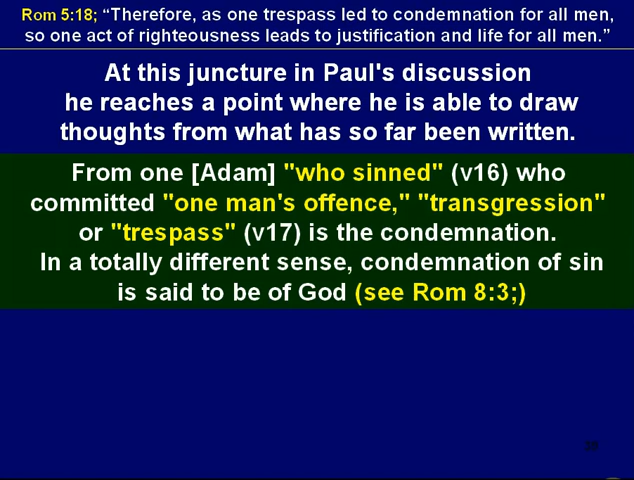 Rom 5:18; “Therefore, as one trespass led to condemnation for all men,
so one act of righteousness leads to justification and life for all men.”
At this juncture in Paul's discussion
he reaches a point where he is able to draw
thoughts from what has so far been written.
From one [Adam] "who sinned" (v16) who
committed "one man's offence," "transgression"
or "trespass" (v17) is the condemnation.
In a totally different sense, condemnation of sin
is said to be of God (see Rom 8:3;)